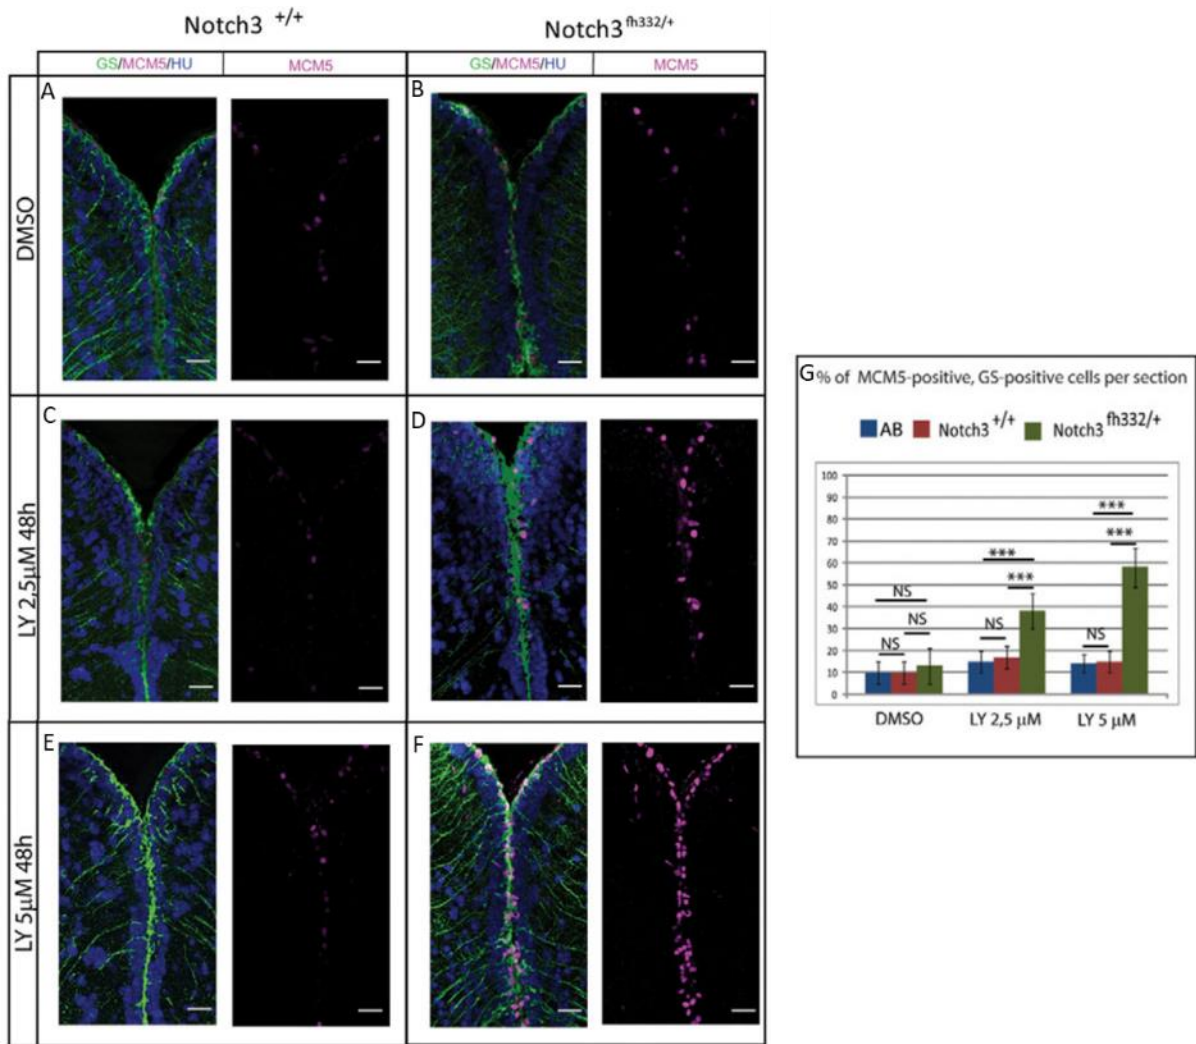 Notch3 +/+
Notch3 fh332/+
GS/MCM5/HU
MCM5
GS/MCM5/HU
MCM5
DMSO
A
B
LY 2,5µM 48h
C
D
LY 5µM 48h
E
F
G % of MCM5-positive, GS-positive cells per section
AB Notch3 +/+ Notch3 fh332/+
100
90
80
70
60
50
40
30
20
10
0
NS
NS
NS
***
***
NS
***
***
NS
DMSO LY 2,5 µM LY 5 µM